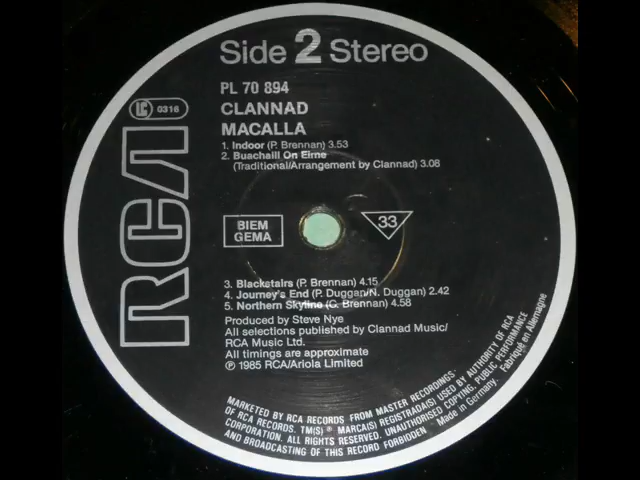 Side 2 Stereo
PL 70 894
CLANNAD
MACALLA
LC 0316
RCA
1. Indoor (P. Brennan) 3.53
2. Buachaill On Eirne
(Traditional/Arrangement by Clannad) 3.08
BIEM
GEMA
33
3. Blackstairs (P. Brennan) 4.15
4. Journey's End (P. Duggan/N. Duggan) 2.42
5. Northern Skyline (C. Brennan) 4.58
Produced by Steve Nye
All selections published by Clannad Music/
RCA Music Ltd.
All timings are approximate
℗ 1985 RCA/Ariola Limited
MARKETED BY RCA RECORDS FROM MASTER RECORDINGS
OF RCA RECORDS. TM(S) ® MARCA(S) REGISTRADA(S) USED BY AUTHORITY OF RCA
CORPORATION. ALL RIGHTS RESERVED. UNAUTHORISED COPYING, PUBLIC PERFORMANCE
AND BROADCASTING OF THIS RECORD FORBIDDEN
Made in Germany.
Fabriqué en Allemagne